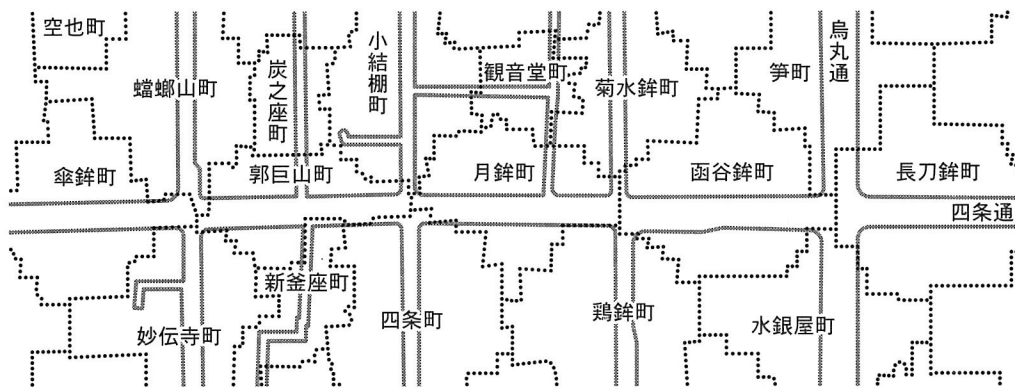 空也町
蟷螂山町
炭之座町
小結棚町
観音堂町
菊水鉾町
笋町
烏丸通
傘鉾町
郭巨山町
月鉾町
函谷鉾町
長刀鉾町
四条通
新釜座町
妙伝寺町
四条町
鶏鉾町
水銀屋町